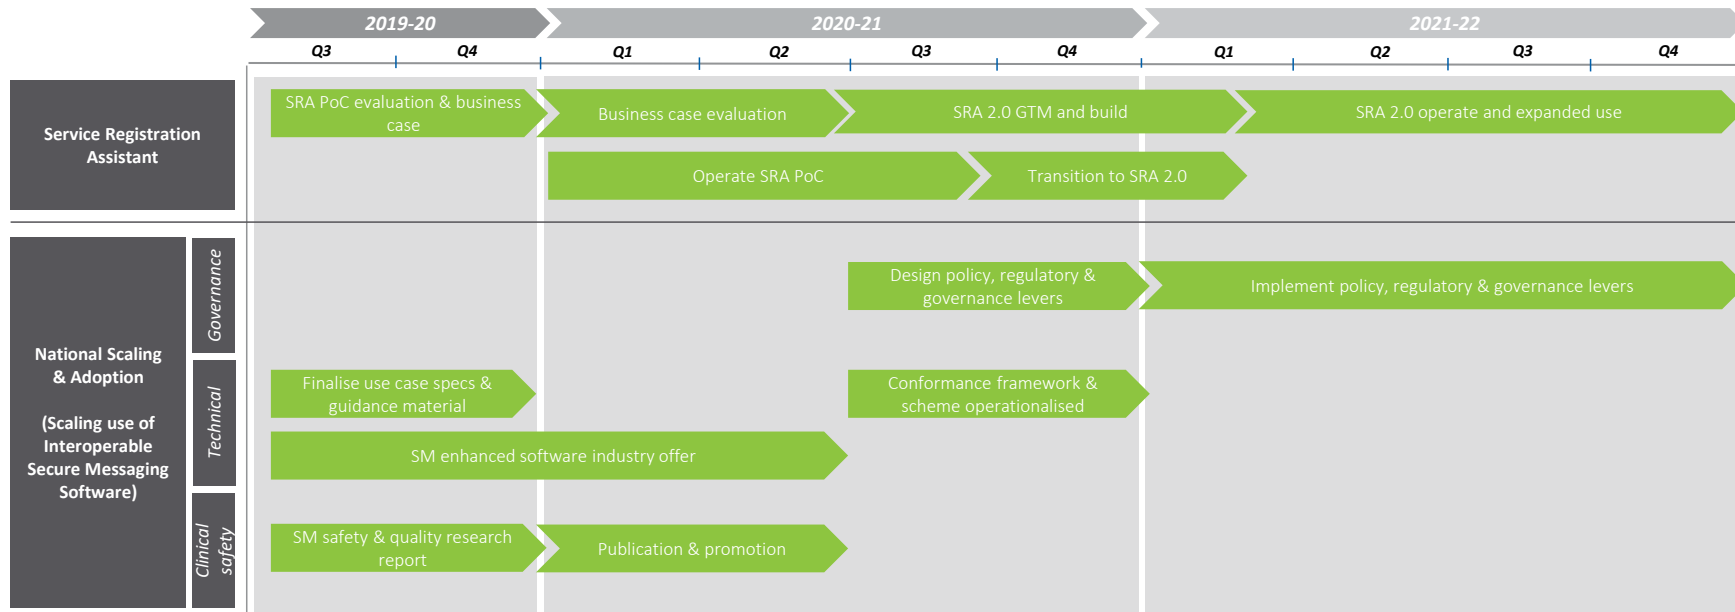 2019-20
2020-21
2021-22
Q3
Q4
Q1
Q2
Q3
Q4
Q1
Q2
Q3
Q4
Service Registration
Assistant
SRA PoC evaluation & business
case
Business case evaluation
SRA 2.0 GTM and build
SRA 2.0 operate and expanded use
Operate SRA PoC
Transition to SRA 2.0
National Scaling
& Adoption
(Scaling use of
Interoperable
Secure Messaging
Software)
Governance
Design policy, regulatory &
governance levers
Implement policy, regulatory & governance levers
Technical
Finalise use case specs &
guidance material
Conformance framework &
scheme operationalised
SM enhanced software industry offer
Clinical
safety
SM safety & quality research
report
Publication & promotion